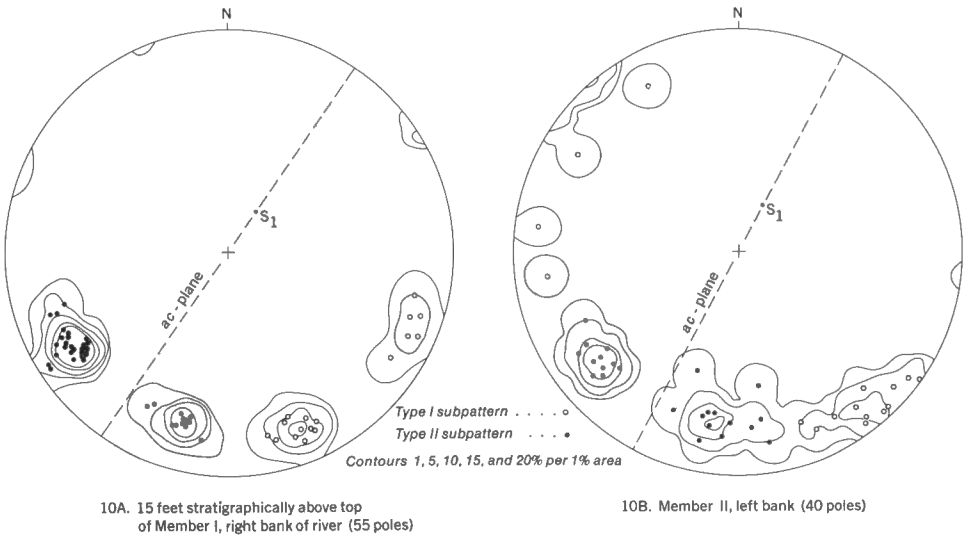 N
N
S1
S1
ac - plane
ac - plane
Type I subpattern . . . . . o
Type II subpattern . . . •
Contours 1, 5, 10, 15, and 20% per 1% area
10A. 15 feet stratigraphically above top
of Member I, right bank of river (55 poles)
10B. Member II, left bank (40 poles)